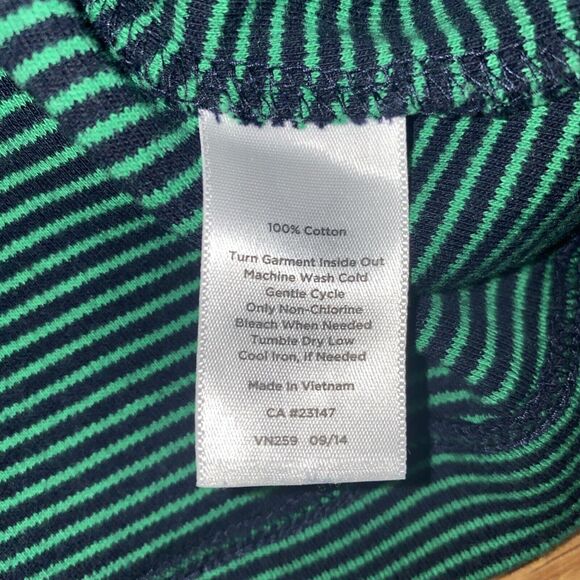 100% Cotton
Turn Garment Inside Out
Machine Wash Cold
Gentle Cycle
Only Non-Chlorine
Bleach When Needed
Tumble Dry Low
Cool Iron, if Needed
Made In Vietnam
CA #23147
VN259 09/14